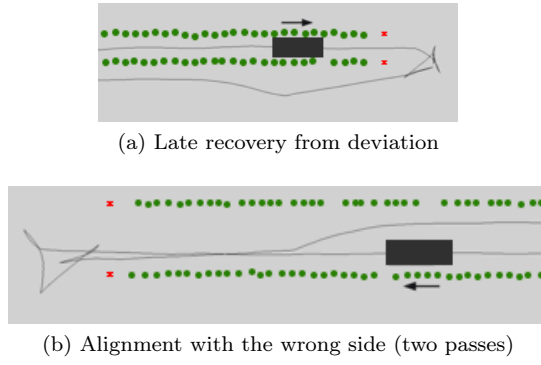 (a) Late recovery from deviation
(b) Alignment with the wrong side (two passes)